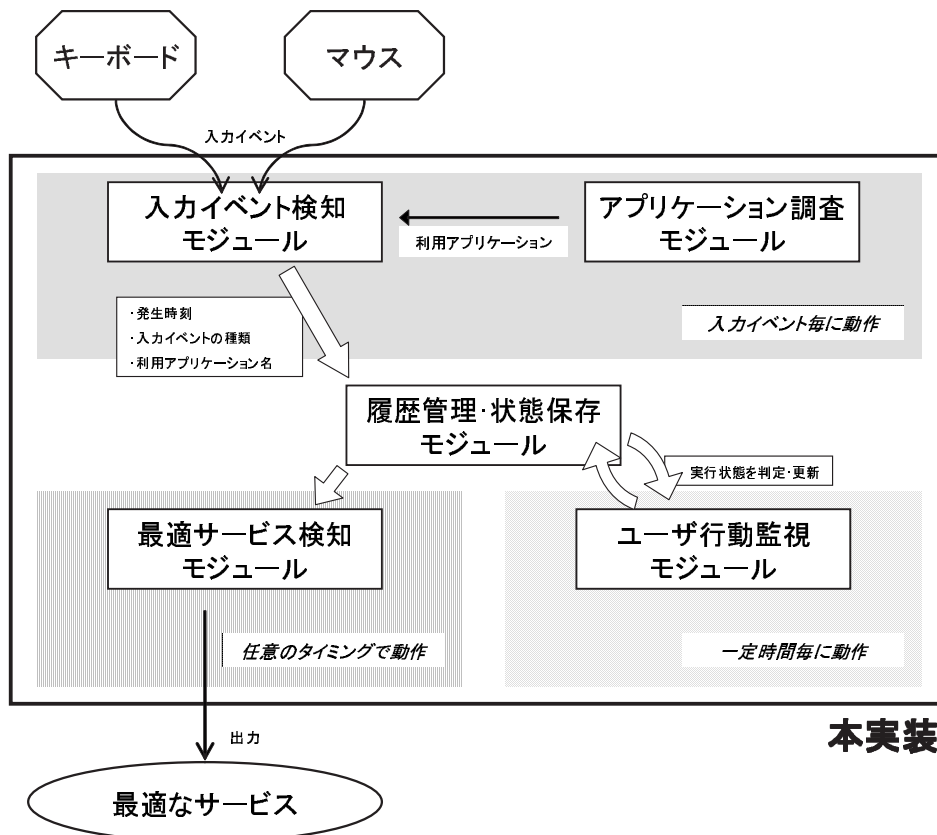 キーボード
マウス
入力イベント
入力イベント検知
モジュール
アプリケーション調査
モジュール
利用アプリケーション
・発生時刻
・入力イベントの種類
・利用アプリケーション名
入力イベント毎に動作
履歴管理・状態保存
モジュール
実行状態を判定・更新
最適サービス検知
モジュール
ユーザ行動監視
モジュール
任意のタイミングで動作
一定時間毎に動作
本実装
出力
最適なサービス